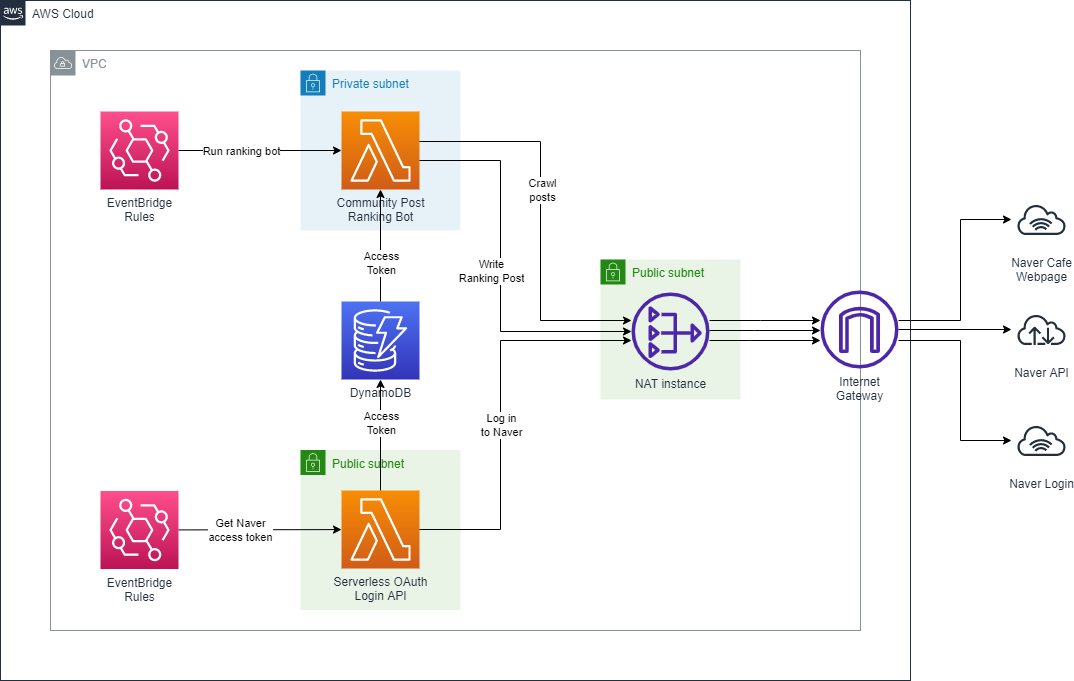 aws
AWS Cloud
VPC
Private subnet
Run ranking bot
EventBridge
Rules
Community Post
Ranking Bot
Crawl
posts
Access
Token
Write
Ranking Post
Public subnet
NAT instance
Internet
Gateway
Naver Cafe
Webpage
Naver API
Naver Login
DynamoDB
Access
Token
Log in
to Naver
Public subnet
Get Naver
access token
EventBridge
Rules
Serverless OAuth
Login API